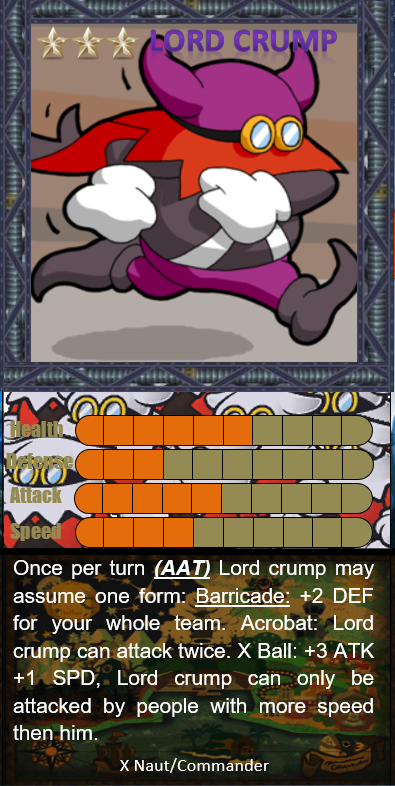 LORD CRUMP
Health
Defense
Attack
Speed
Once per turn (AAT) Lord crump may
assume one form: Barricade: +2 DEF
for your whole team. Acrobat: Lord
crump can attack twice. X Ball: +3 ATK
+1 SPD, Lord crump can only be
attacked by people with more speed
then him.
X Naut/Commander